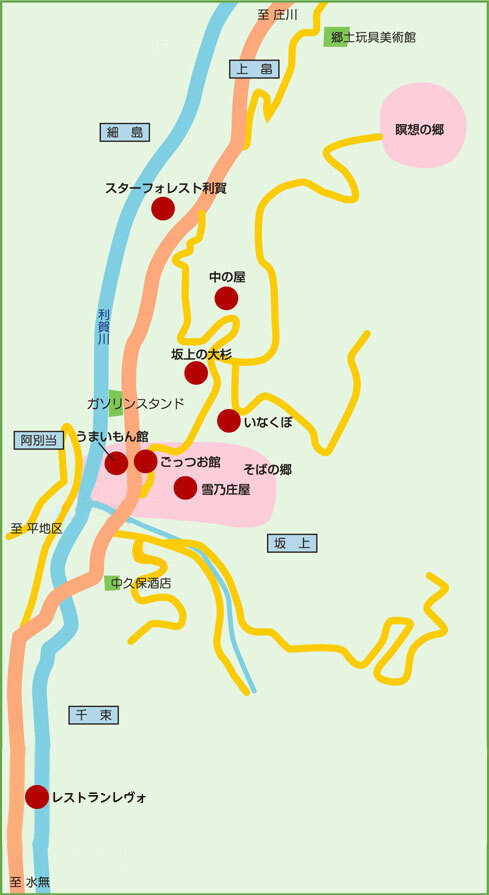 至 庄川
郷土玩具美術館
上 畠
細 島
瞑想の郷
スターフォレスト利賀
中の屋
利賀川
坂上の大杉
ガソリンスタンド
いなくぼ
うまいもん館
阿別当
ごっつお館
そばの郷
雪乃庄屋
至 平地区
坂 上
中久保酒店
千 束
レストランレヴォ
至 水無